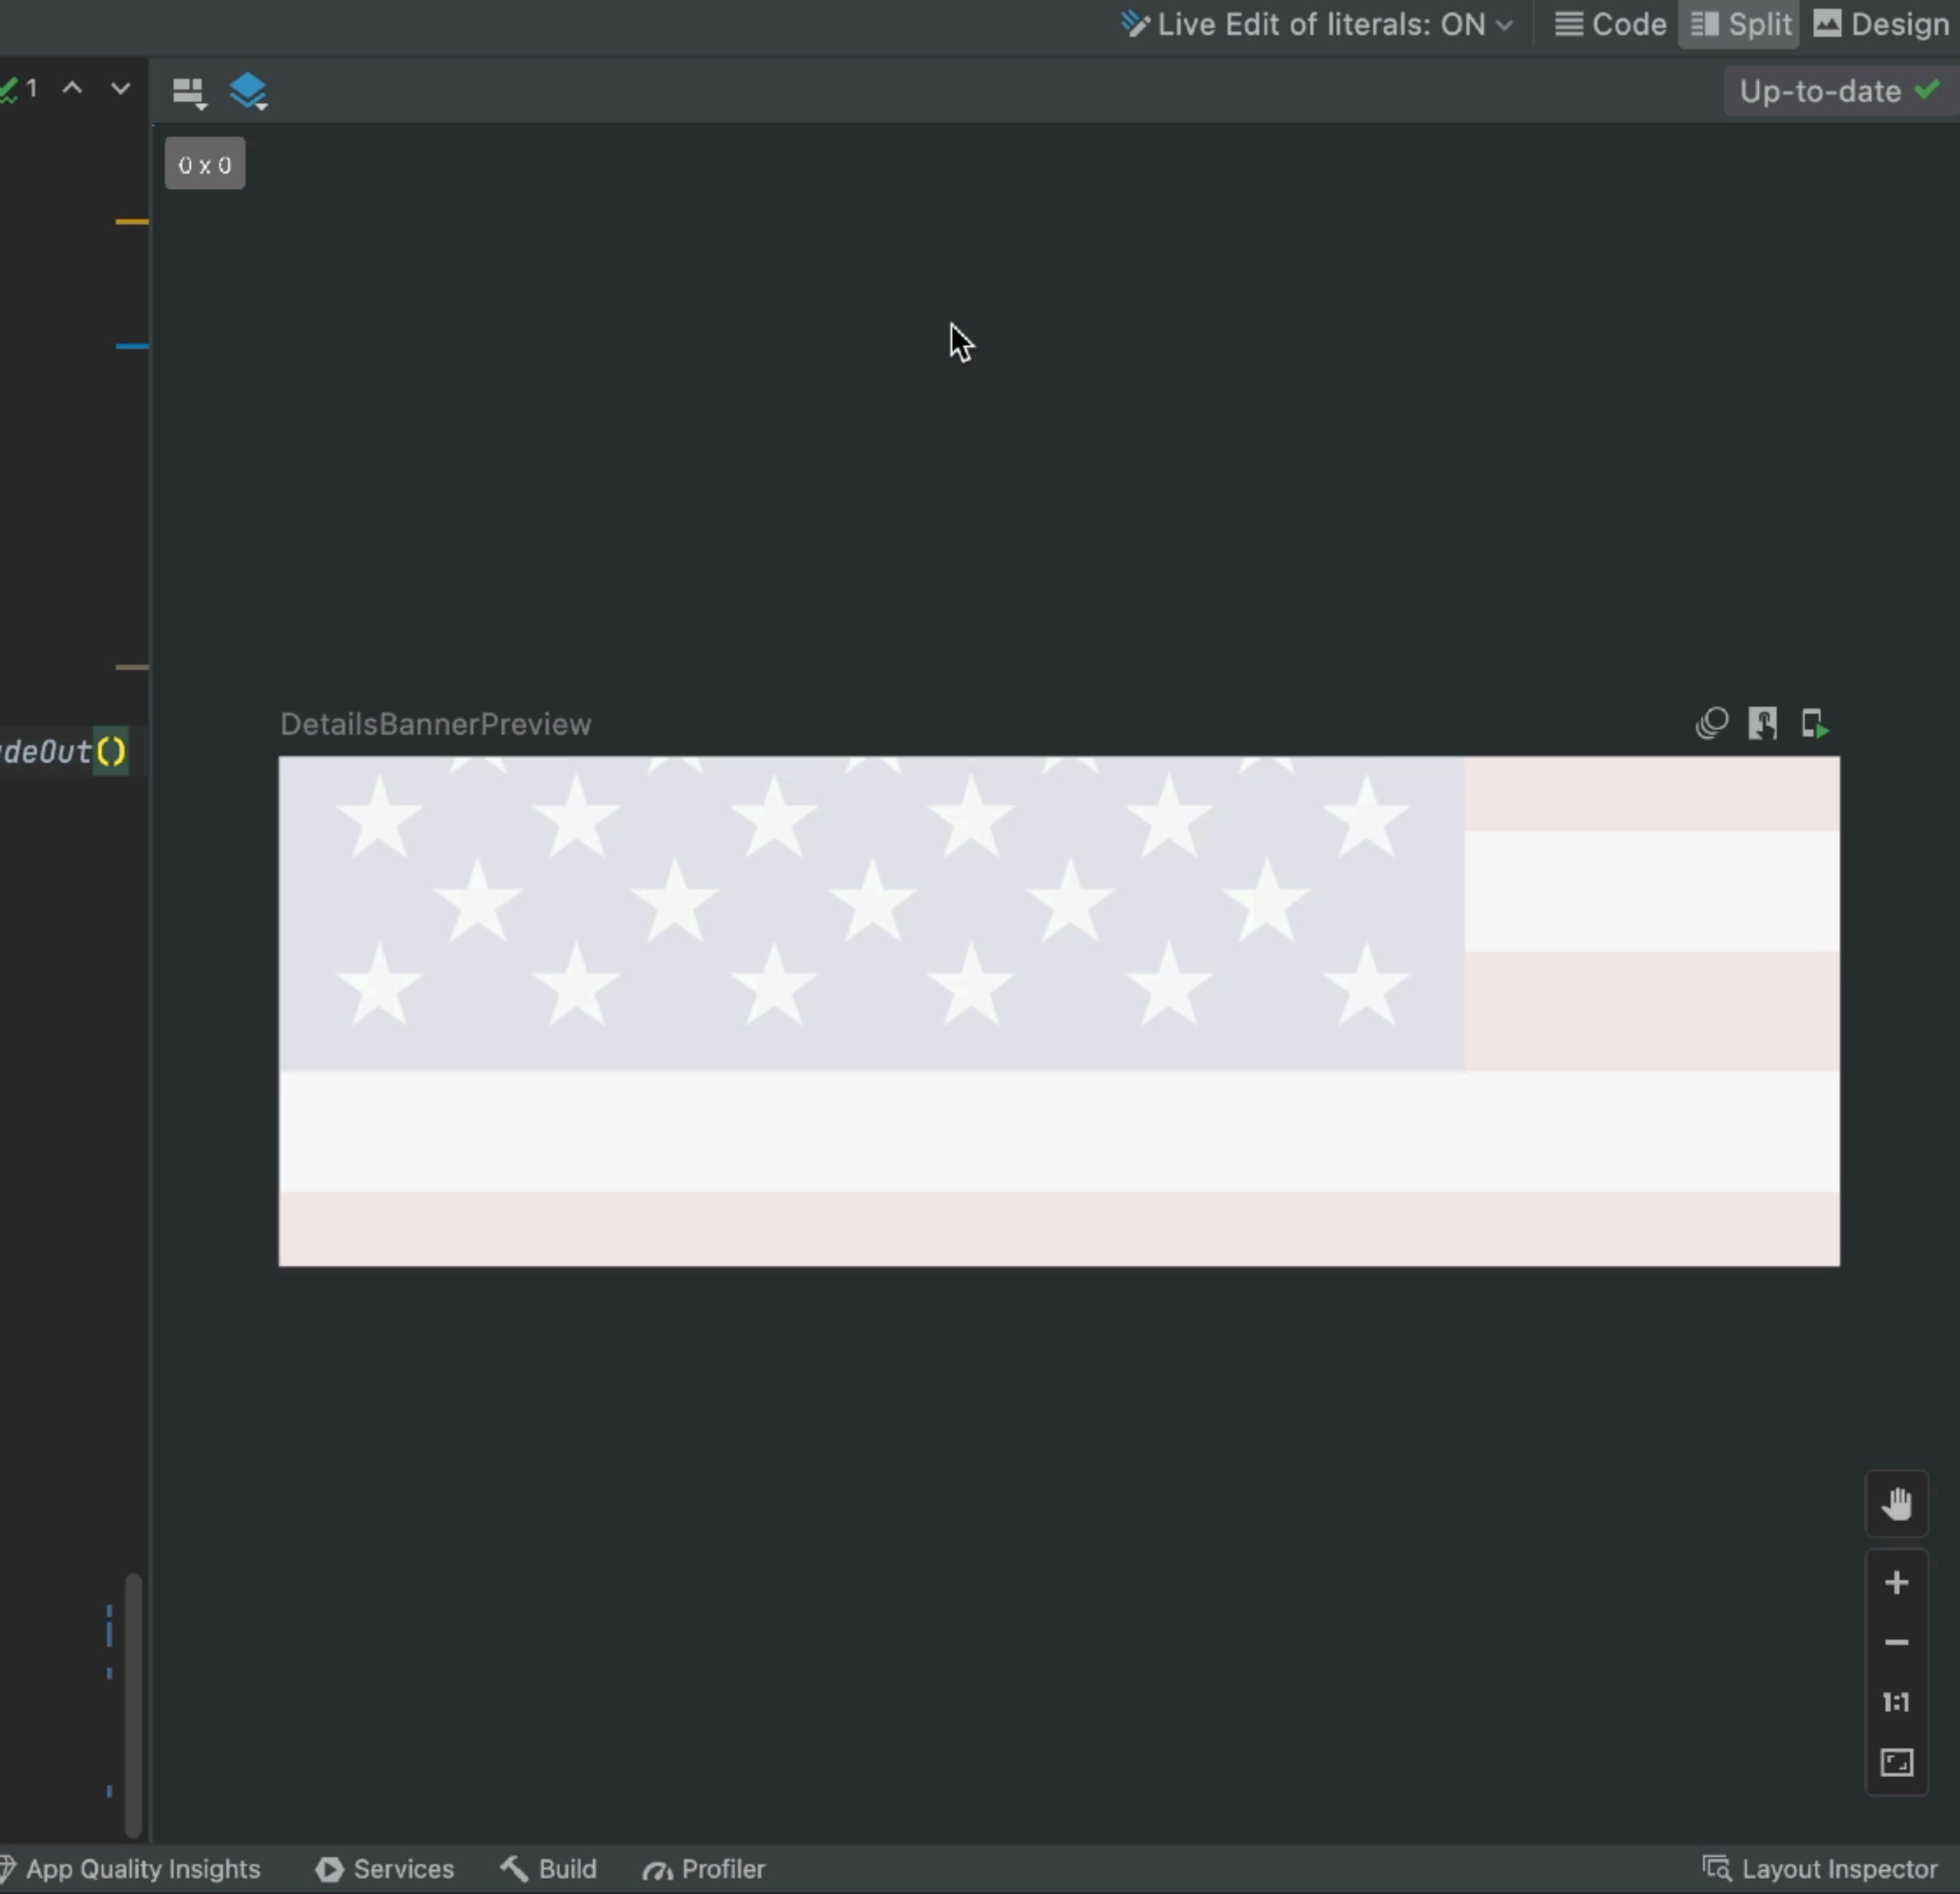 Live Edit of literals: ON Code Split Design
1 Up-to-date
0 x 0
DetailsBannerPreview
deOut()
1:1
App Quality Insights Services Build Profiler Layout Inspector